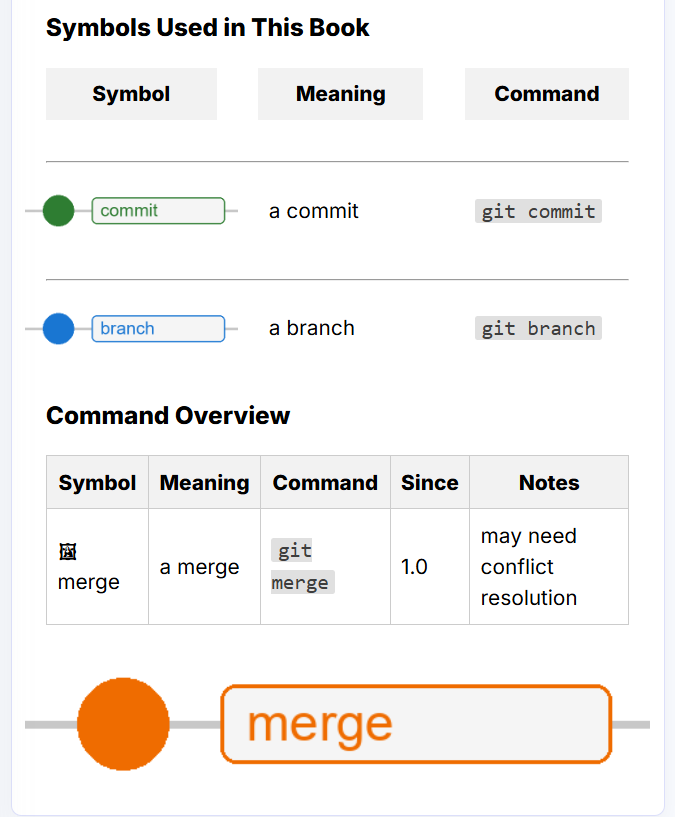 Symbols Used in This Book
Symbol Meaning Command
commit a commit git commit
branch a branch git branch
Command Overview
Symbol Meaning Command Since Notes
may need
git
a merge 1.0 conflict
merge merge
resolution
merge